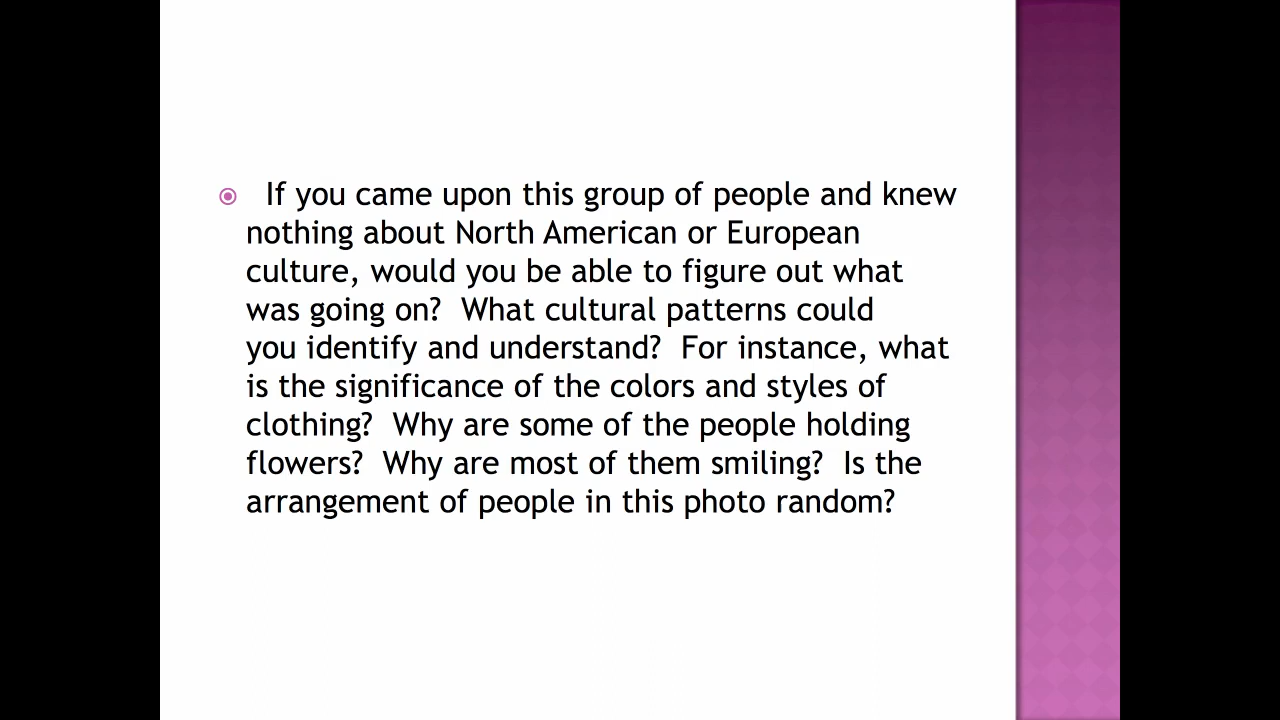 If you came upon this group of people and knew
nothing about North American or European
culture, would you be able to figure out what
was going on?  What cultural patterns could
you identify and understand?  For instance, what
is the significance of the colors and styles of
clothing?  Why are some of the people holding
flowers?  Why are most of them smiling?  Is the
arrangement of people in this photo random?